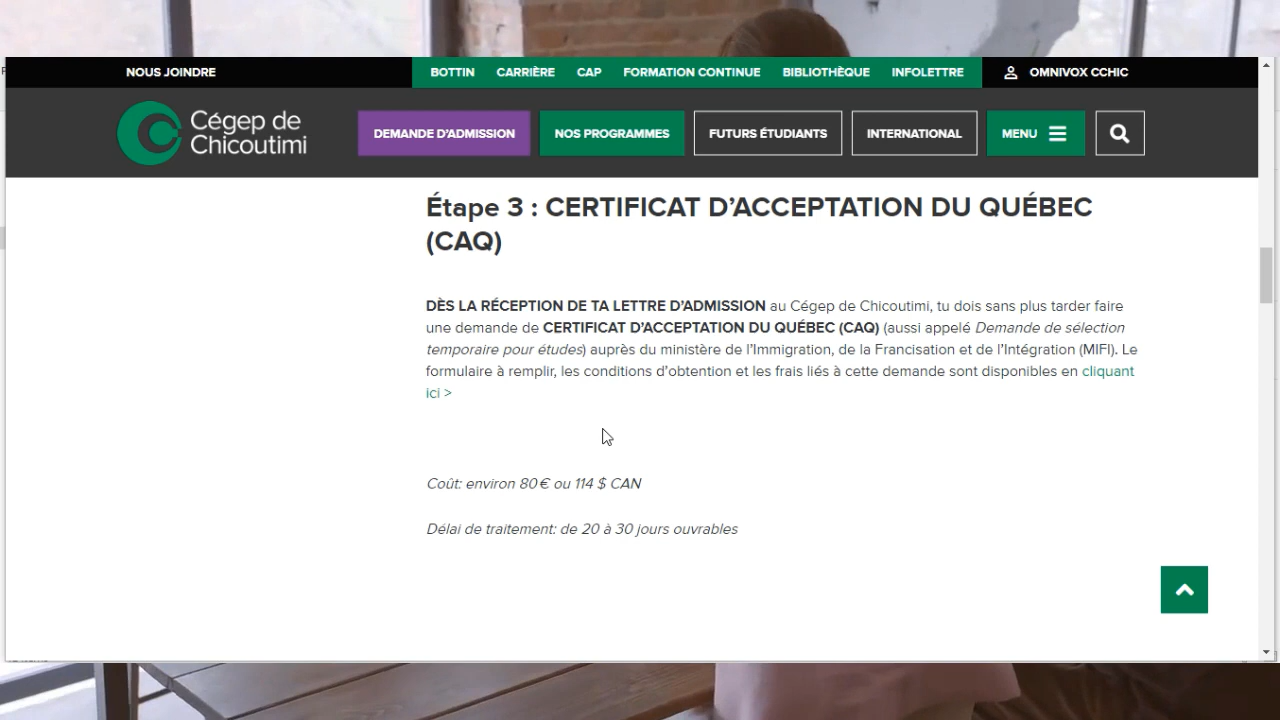 NOUS JOINDRE
BOTTIN CARRIÈRE CAP FORMATION CONTINUE BIBLIOTHÈQUE INFOLETTRE
OMNIVOX CCHIC
Cégep de
Chicoutimi
DEMANDE D'ADMISSION
NOS PROGRAMMES
FUTURS ÉTUDIANTS
INTERNATIONAL
MENU
Étape 3 : CERTIFICAT D’ACCEPTATION DU QUÉBEC
(CAQ)
DÈS LA RÉCEPTION DE TA LETTRE D’ADMISSION au Cégep de Chicoutimi, tu dois sans plus tarder faire
une demande de CERTIFICAT D’ACCEPTATION DU QUÉBEC (CAQ) (aussi appelé Demande de sélection
temporaire pour études) auprès du ministère de l’Immigration, de la Francisation et de l’Intégration (MIFI). Le
formulaire à remplir, les conditions d’obtention et les frais liés à cette demande sont disponibles en cliquant
ici >
Coût: environ 80 € ou 114 $ CAN
Délai de traitement: de 20 à 30 jours ouvrables